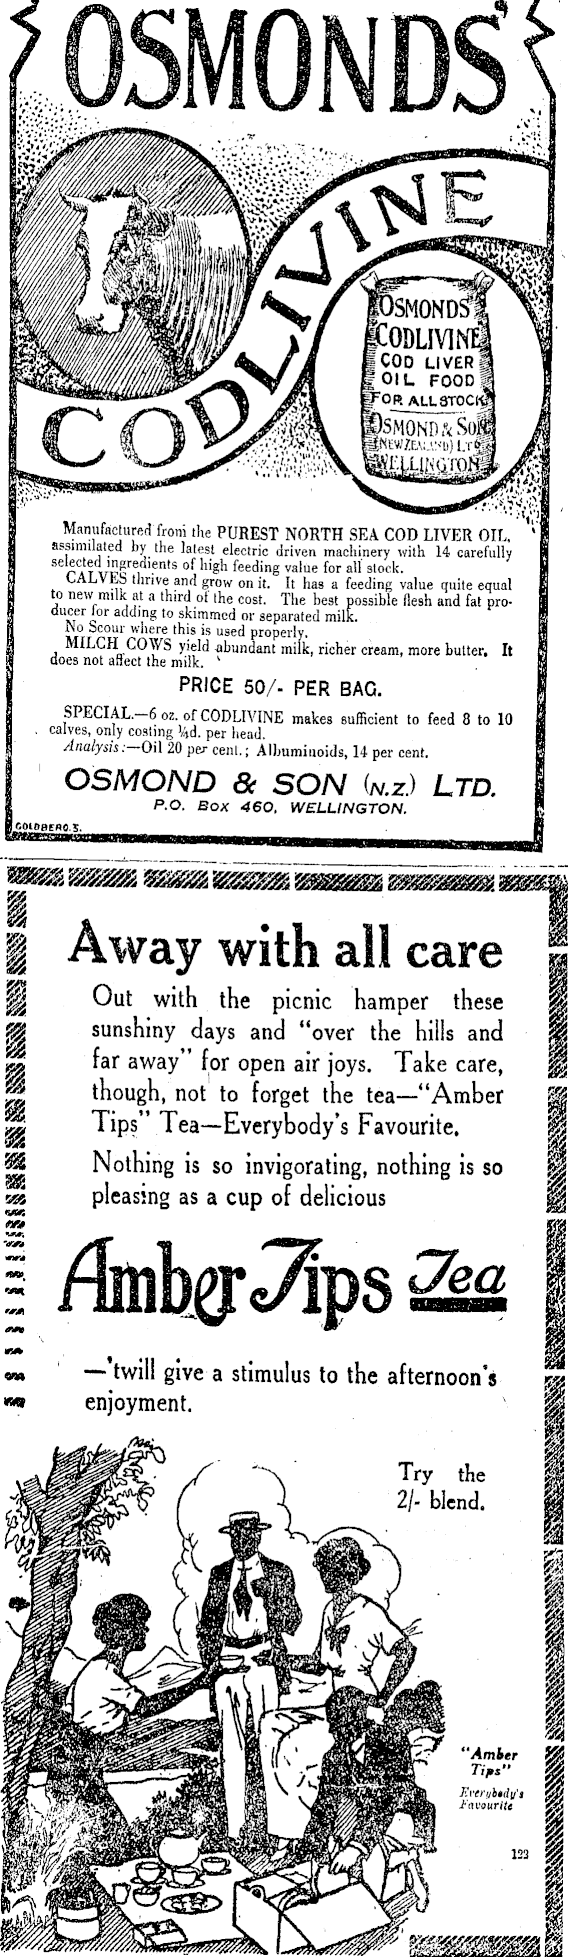 OSMONDS'
CODLIVINE
OSMONDS
CODLIVINE
COD LIVER
OIL FOOD
FOR ALL STOCK
OSMOND & SON
(NEW ZEALAND) LTD
WELLINGTON
Manufactured from the PUREST NORTH SEA COD LIVER OIL,
assimilated by the latest electric driven machinery with 14 carefully
selected ingredients of high feeding value for all stock.
CALVES thrive and grow on it. It has a feeding value quite equal
to new milk at a third of the cost. The best possible flesh and fat pro-
ducer for adding to skimmed or separated milk.
No Scour where this is used properly.
MILCH COWS yield abundant milk, richer cream, more butter. It
does not affect the milk.
PRICE 50/- PER BAG.
SPECIAL.—6 oz. of CODLIVINE makes sufficient to feed 8 to 10
calves, only costing ¼d. per head.
Analysis:—Oil 20 per cent.; Albuminoids, 14 per cent.
OSMOND & SON (N.Z.) LTD.
P.O. Box 460, WELLINGTON.
GOLDBERG.S.
Away with all care
Out with the picnic hamper these
sunshiny days and "over the hills and
far away" for open air joys. Take care,
though, not to forget the tea—"Amber
Tips" Tea—Everybody's Favourite.
Nothing is so invigorating, nothing is so
pleasing as a cup of delicious
Amber Tips Tea
—'twill give a stimulus to the afternoon's
enjoyment.
Try the
2/- blend.
"Amber
Tips"
Everybody's
Favourite
123